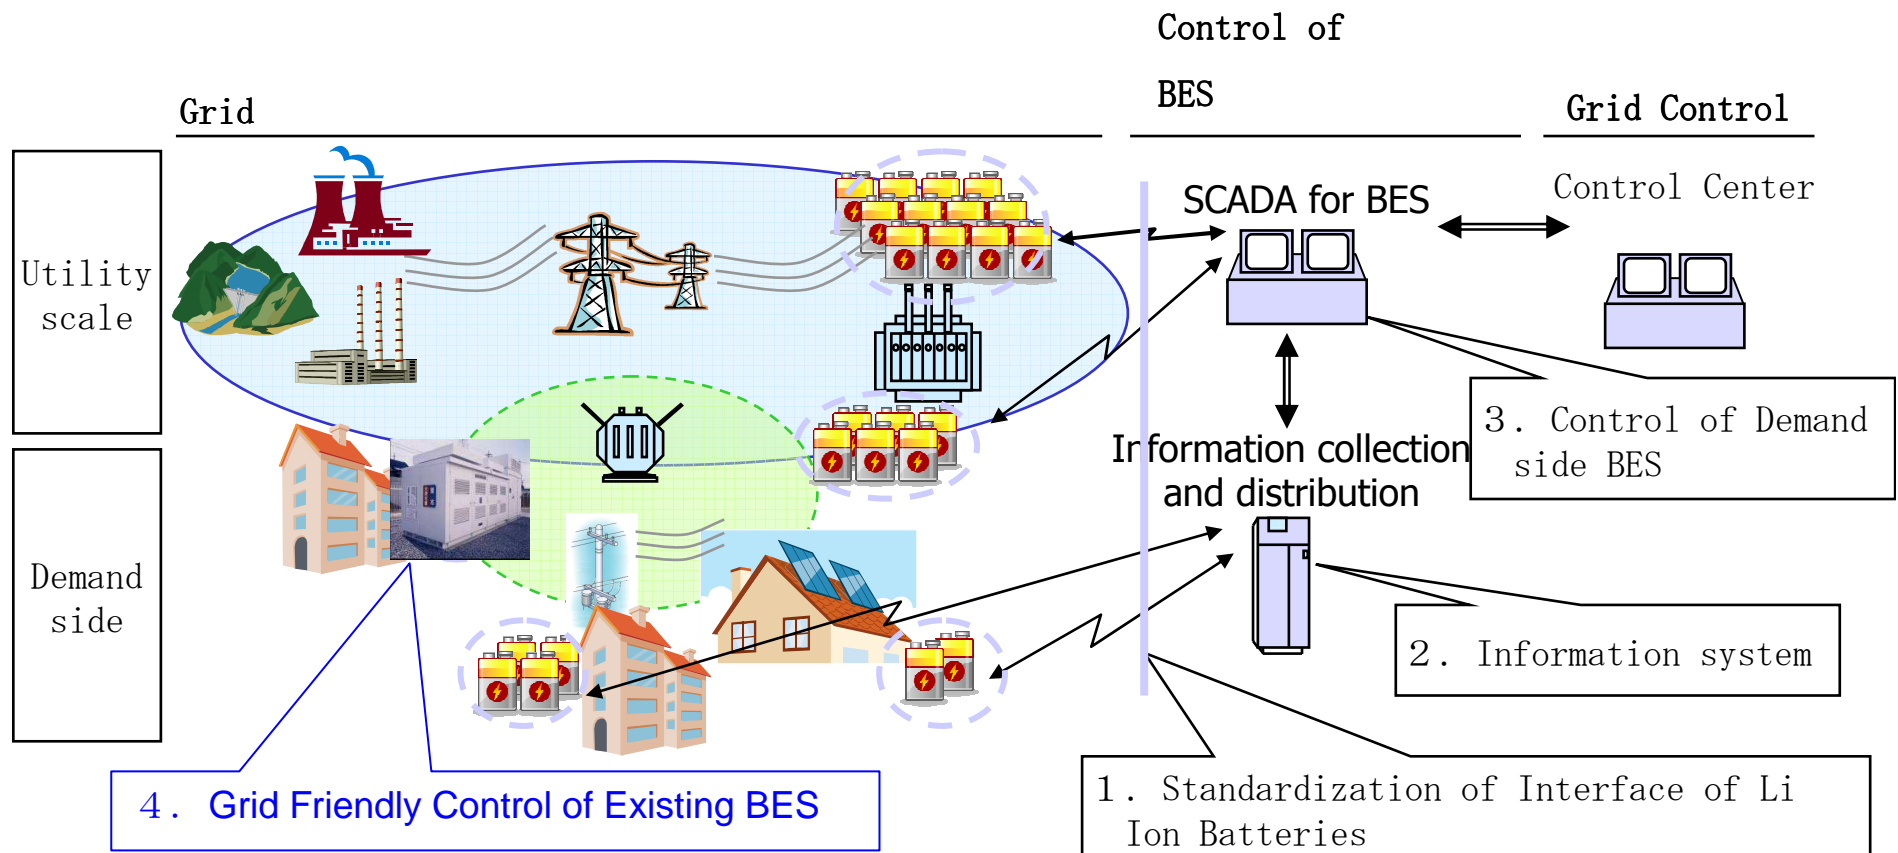 Control of
BES
Grid
Grid Control
Utility
scale
SCADA for BES
Control Center
3. Control of Demand
side BES
Information collection
and distribution
Demand
side
2. Information system
4. Grid Friendly Control of Existing BES
1. Standardization of Interface of Li
Ion Batteries